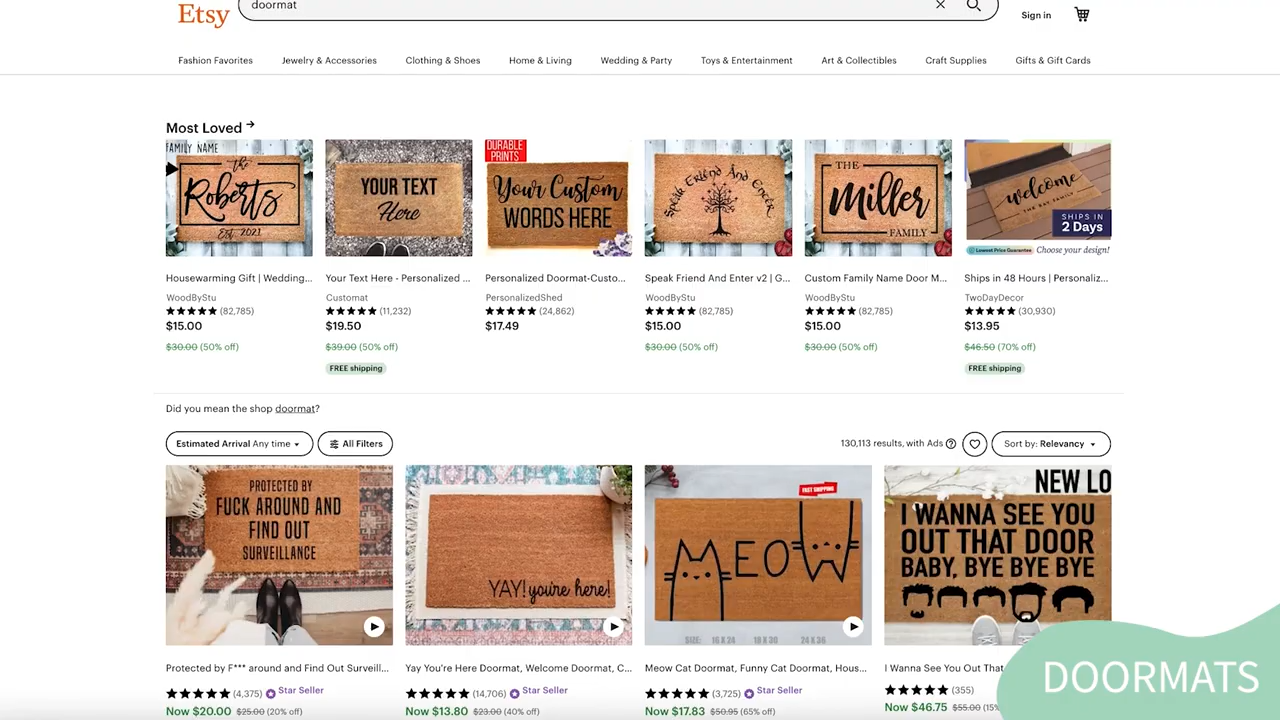 Etsy
doormat
Sign in
Fashion Favorites Jewelry & Accessories Clothing & Shoes Home & Living Wedding & Party Toys & Entertainment Art & Collectibles Craft Supplies Gifts & Gift Cards
Most Loved
FAMILY NAME
the
Roberts
Est. 2021
YOUR TEXT
Here
DURABLE
PRINTS
Your Custom
WORDS HERE
Speak Friend And Enter
THE
Miller
FAMILY
welcome
THE BAY FAMILY
SHIPS IN
2 Days
Lowest Price Guarantee Choose your design!
Housewarming Gift | Wedding... Your Text Here - Personalized ... Personalized Doormat-Custo... Speak Friend And Enter v2 | G... Custom Family Name Door M... Ships in 48 Hours | Personaliz...
WoodByStu Customat PersonalizedShed WoodByStu WoodByStu TwoDayDecor
(82,785) (11,232) (24,862) (82,785) (82,785) (30,930)
$15.00 $19.50 $17.49 $15.00 $15.00 $13.95
$30.00 (50% off) $39.00 (50% off) $30.00 (50% off) $30.00 (50% off) $46.50 (70% off)
FREE shipping FREE shipping
Did you mean the shop doormat?
Estimated Arrival Any time All Filters 130,113 results, with Ads Sort by: Relevancy
PROTECTED BY
FUCK AROUND AND
FIND OUT
SURVEILLANCE
YAY! you're here!
FREE SHIPPING
MEOW
SIZE: 16 X 24 18 X 30 24 X 36
NEW LO
I WANNA SEE YOU
OUT THAT DOOR
BABY, BYE BYE BYE
Protected by F*** around and Find Out Surveill... Yay You're Here Doormat, Welcome Doormat, C... Meow Cat Doormat, Funny Cat Doormat, Hous... I Wanna See You Out That
(4,375) Star Seller (14,706) Star Seller (3,725) Star Seller (355)
Now $20.00 $25.00 (20% off) Now $13.80 $23.00 (40% off) Now $17.83 $50.95 (65% off) Now $46.75 $55.00 (15%
DOORMATS